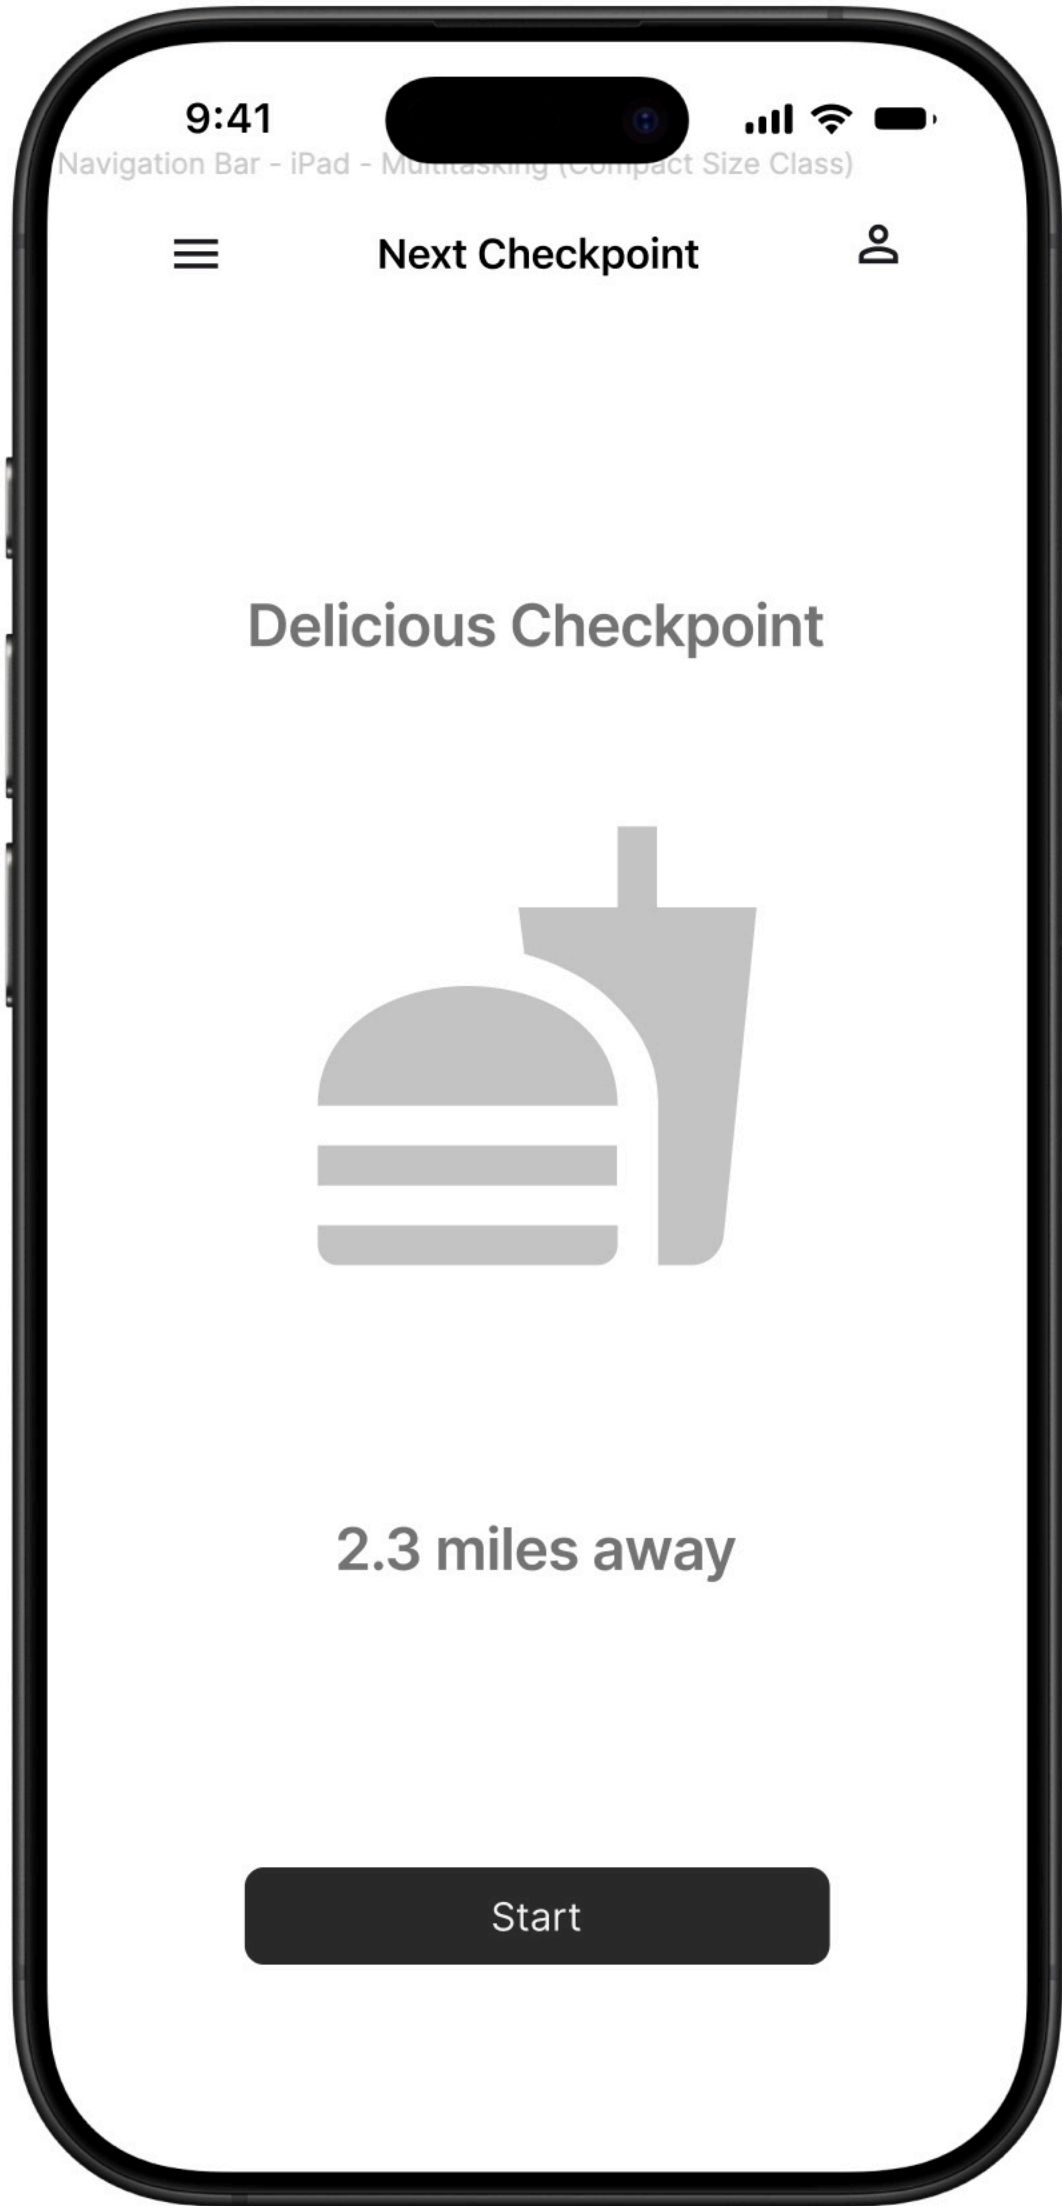 9:41
Navigation Bar - iPad - Multitasking (Compact Size Class)
Next Checkpoint
Delicious Checkpoint
2.3 miles away
Start